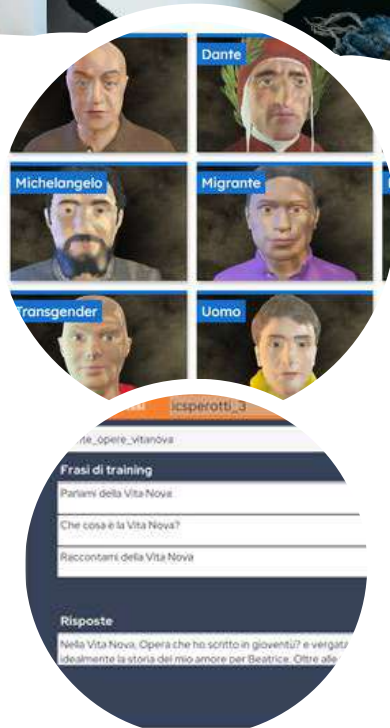 Dante
Michelangelo
Migrante
Transgender
Uomo
icsperotti_3
te_opere_vitanova
Frasi di training
Parlami della Vita Nova
Che cosa è la Vita Nova?
Raccontami della Vita Nova
Risposte
Nella Vita Nova, Opera che ho scritto in gioventù? e vergat
idealmente la storia del mio amore per Beatrice. Oltre alle